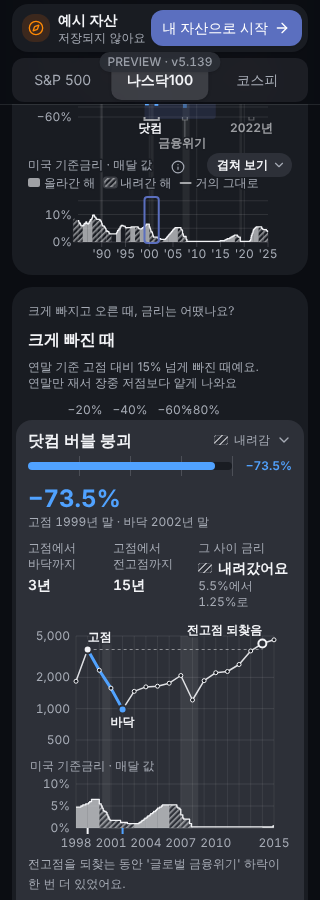 예시 자산
저장되지 않아요
내 자산으로 시작 →
PREVIEW · v5.139
S&P 500
나스닥100
코스피
−60%
닷컴
금융위기
2022년
미국 기준금리 · 매달 값
겹쳐 보기
올라간 해
내려간 해
거의 그대로
10%
0%
'90 '95 '00 '05 '10 '15 '20 '25
크게 빠지고 오른 때, 금리는 어땠나요?
크게 빠진 때
연말 기준 고점 대비 15% 넘게 빠진 때예요.
연말만 재서 장중 저점보다 얕게 나와요
−20% −40% −60% −80%
닷컴 버블 붕괴
내려감
−73.5%
−73.5%
고점 1999년 말 · 바닥 2002년 말
고점에서
바닥까지
3년
고점에서
전고점까지
15년
그 사이 금리
내려갔어요
5.5%에서
1.25%로
전고점 되찾음
5,000
고점
2,000
1,000
바닥
500
미국 기준금리 · 매달 값
10%
5%
0%
1998 2001 2004 2007 2010 2015
전고점을 되찾는 동안 '글로벌 금융위기' 하락이
한 번 더 있었어요.